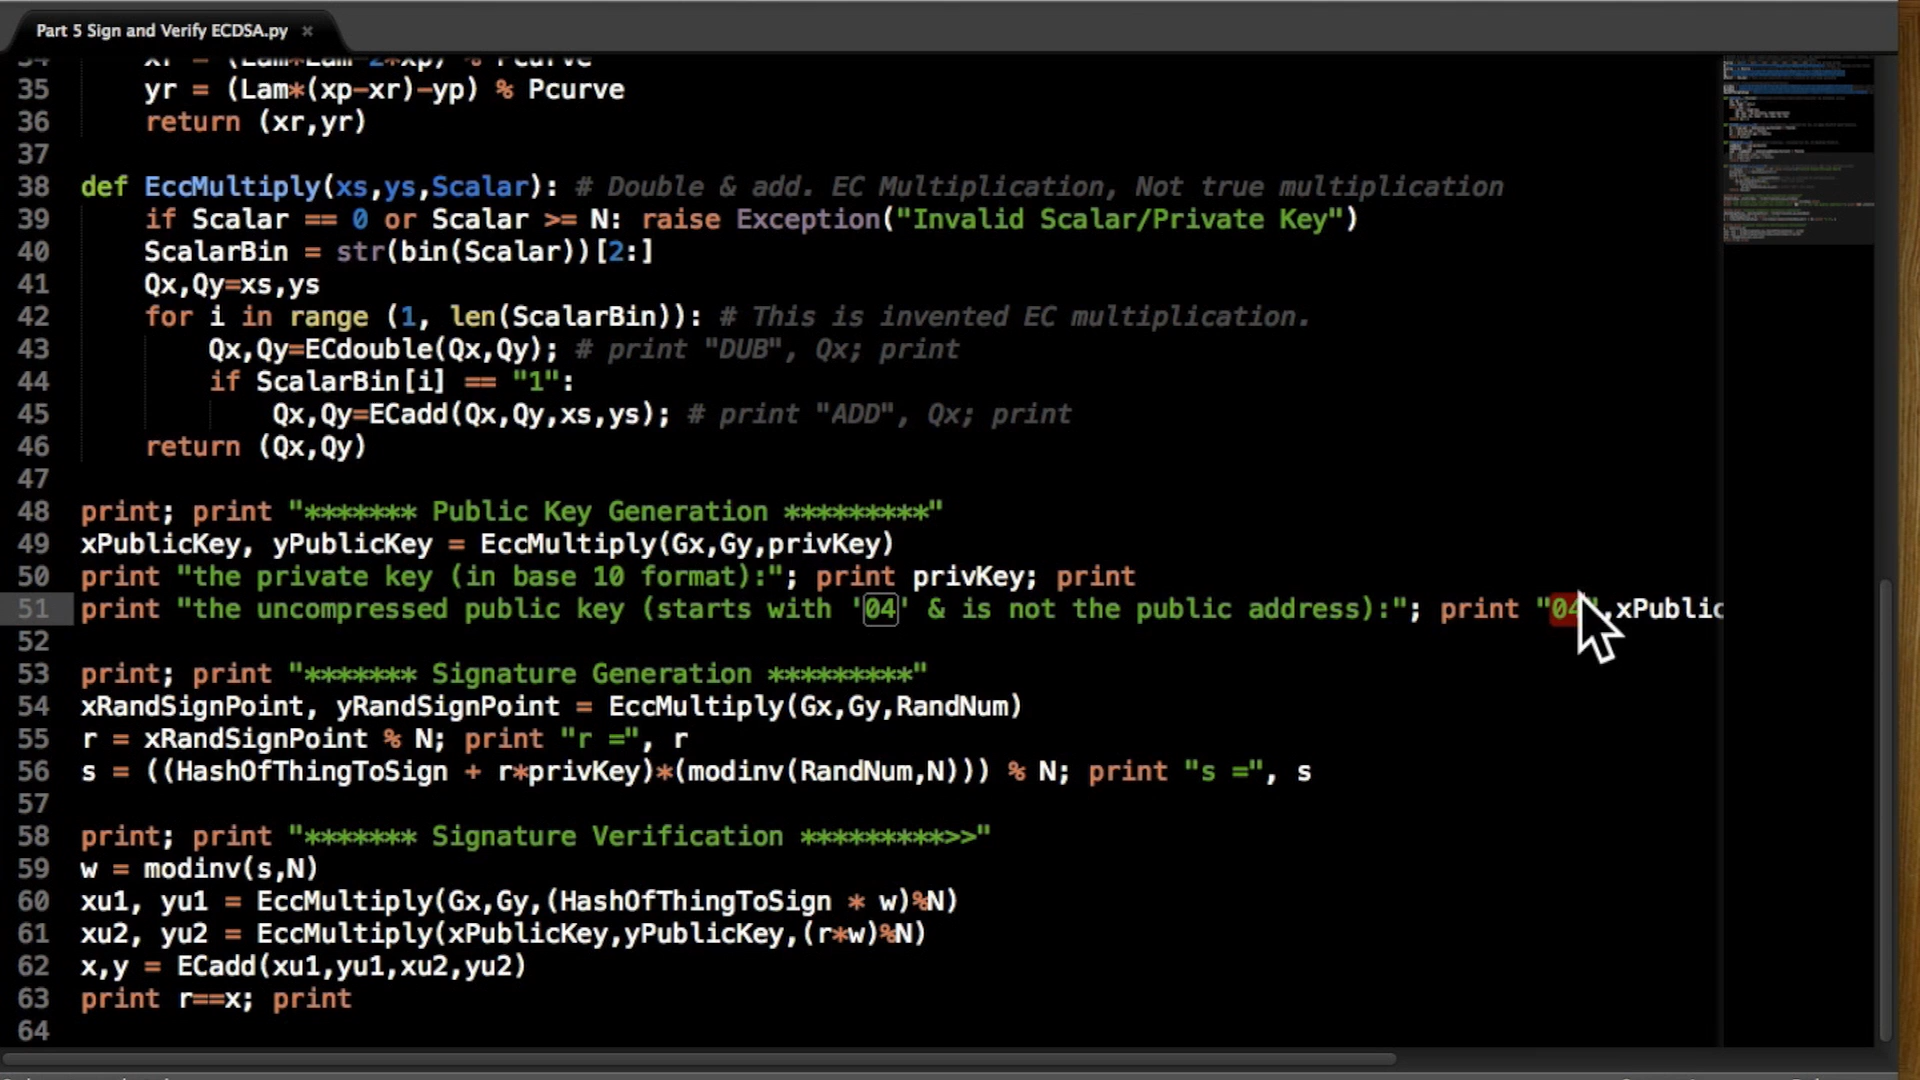 Part 5 Sign and Verify ECDSA.py ×
34 xr = (Lam*Lam-2*xp) % Pcurve
35 yr = (Lam*(xp-xr)-yp) % Pcurve
36 return (xr,yr)
37
38 def EccMultiply(xs,ys,Scalar): # Double & add. EC Multiplication, Not true multiplication
39 if Scalar == 0 or Scalar >= N: raise Exception("Invalid Scalar/Private Key")
40 ScalarBin = str(bin(Scalar))[2:]
41 Qx,Qy=xs,ys
42 for i in range (1, len(ScalarBin)): # This is invented EC multiplication.
43 Qx,Qy=ECdouble(Qx,Qy); # print "DUB", Qx; print
44 if ScalarBin[i] == "1":
45 Qx,Qy=ECadd(Qx,Qy,xs,ys); # print "ADD", Qx; print
46 return (Qx,Qy)
47
48 print; print "******* Public Key Generation *********"
49 xPublicKey, yPublicKey = EccMultiply(Gx,Gy,privKey)
50 print "the private key (in base 10 format):"; print privKey; print
51 print "the uncompressed public key (starts with '04' & is not the public address):"; print "04",xPublic
52
53 print; print "******* Signature Generation *********"
54 xRandSignPoint, yRandSignPoint = EccMultiply(Gx,Gy,RandNum)
55 r = xRandSignPoint % N; print "r =", r
56 s = ((HashOfThingToSign + r*privKey)*(modinv(RandNum,N))) % N; print "s =", s
57
58 print; print "******* Signature Verification *********>>"
59 w = modinv(s,N)
60 xu1, yu1 = EccMultiply(Gx,Gy,(HashOfThingToSign * w)%N)
61 xu2, yu2 = EccMultiply(xPublicKey,yPublicKey,(r*w)%N)
62 x,y = ECadd(xu1,yu1,xu2,yu2)
63 print r==x; print
64